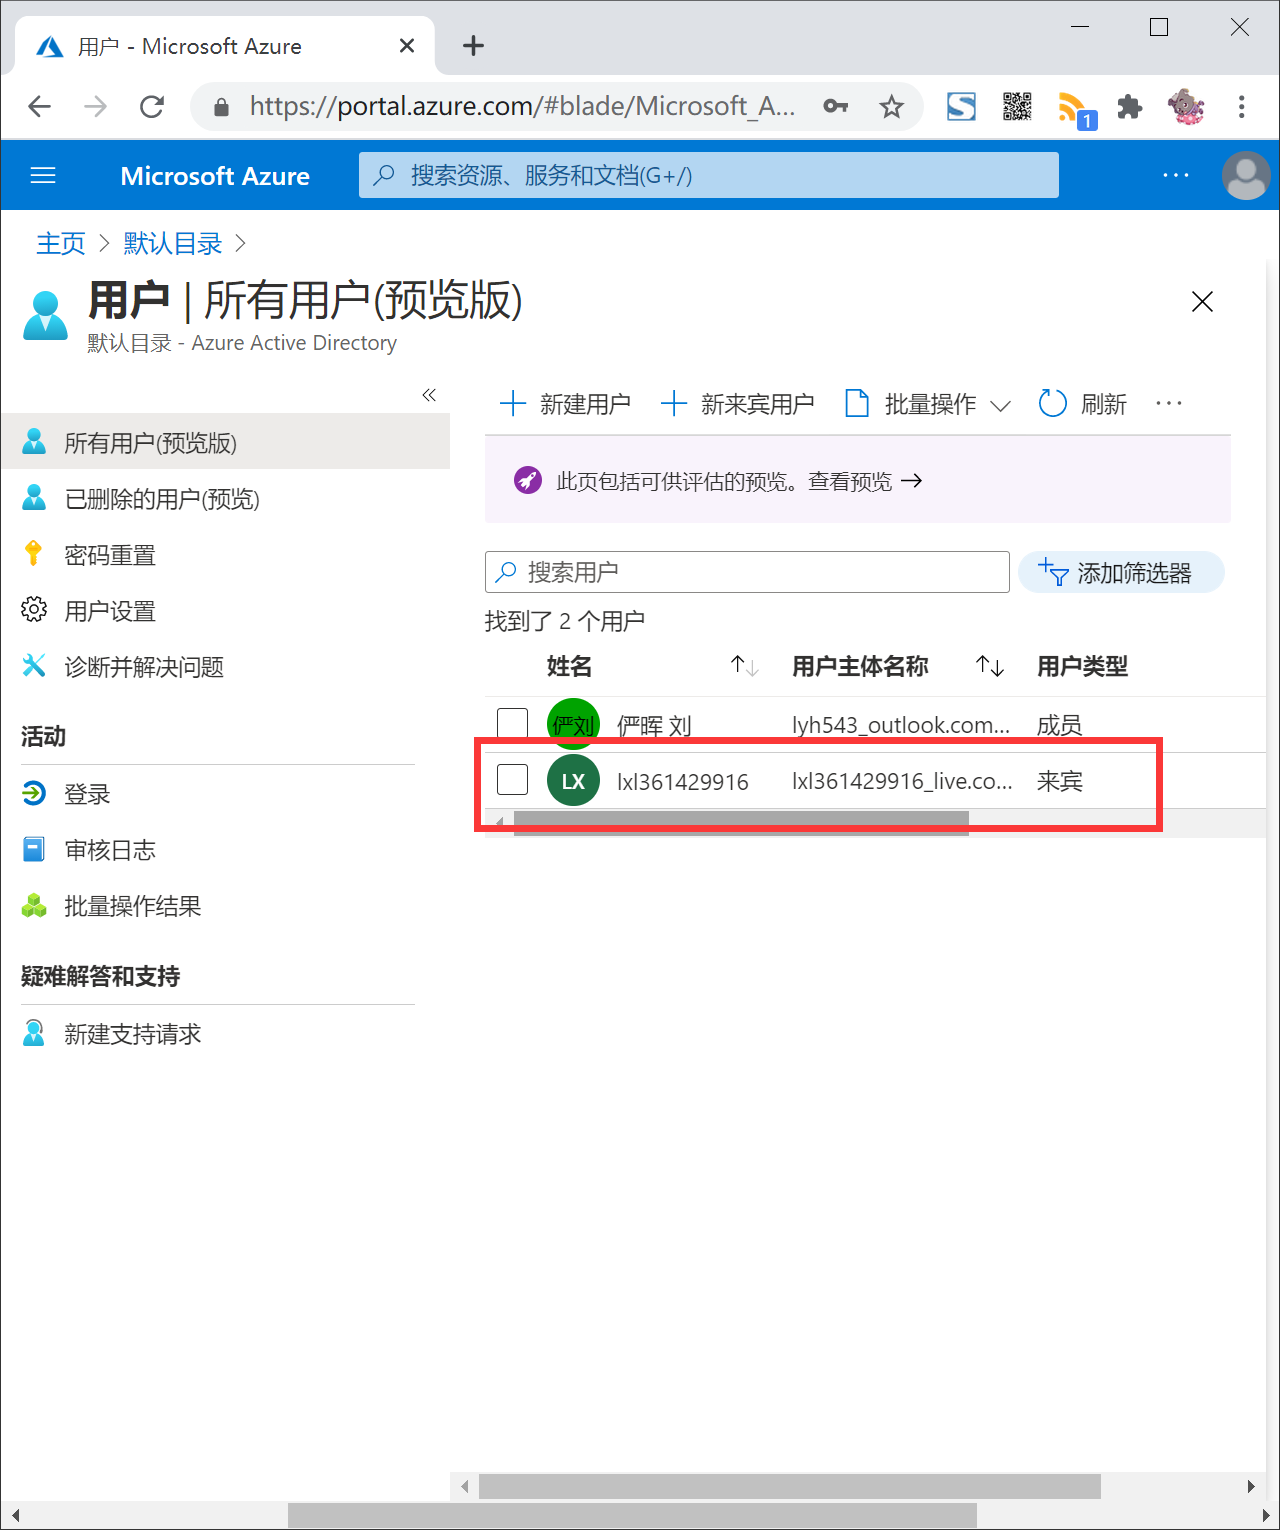 用户 - Microsoft Azure
https://portal.azure.com/#blade/Microsoft_A...
1
Microsoft Azure
搜索资源、服务和文档(G+/)
主页
默认目录
用户 | 所有用户(预览版)
默认目录 - Azure Active Directory
所有用户(预览版)
已删除的用户(预览)
密码重置
用户设置
诊断并解决问题
活动
登录
审核日志
批量操作结果
疑难解答和支持
新建支持请求
新建用户
新来宾用户
批量操作
刷新
此页包括可供评估的预览。查看预览
搜索用户
添加筛选器
找到了 2 个用户
姓名 用户主体名称 用户类型
俨刘 俨晖 刘 lyh543_outlook.com... 成员
LX lxl361429916 lxl361429916_live.co... 来宾